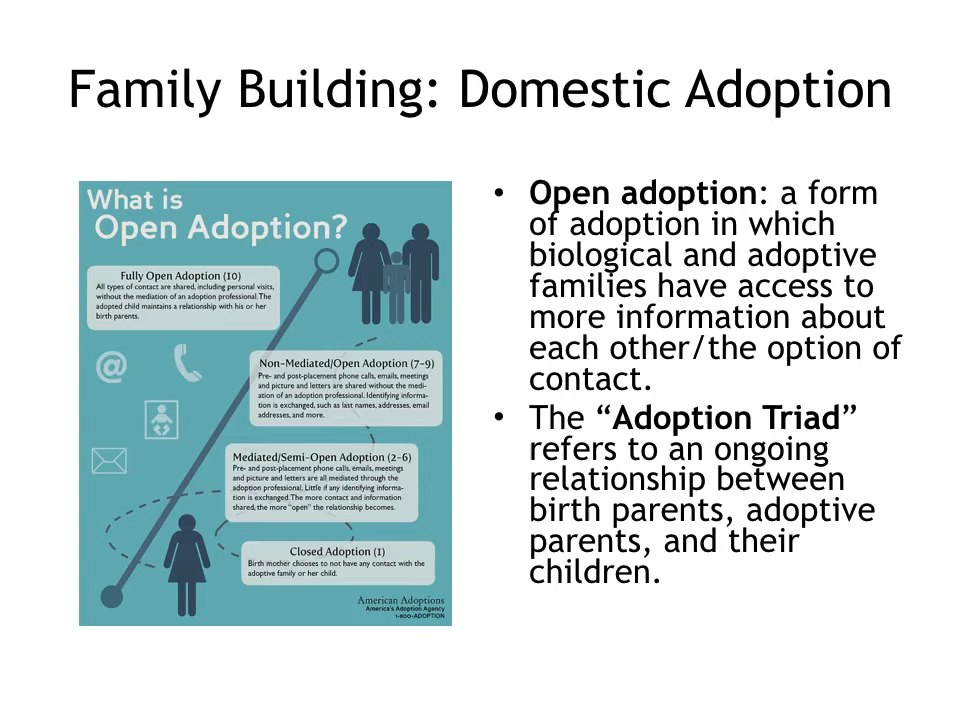 Family Building: Domestic Adoption
What is
Open Adoption?
Fully Open Adoption (10)
All types of contact are shared, including personal visits,
without the mediation of an adoption professional. The
adopted child maintains a relationship with his or her
birth parents.
@
Non-Mediated/Open Adoption (7-9)
Pre- and post-placement phone calls, emails, meetings
and picture and letters are shared without the medi-
ation of an adoption professional. Identifying informa-
tion is exchanged, such as last names, addresses, email
addresses, and more.
Mediated/Semi-Open Adoption (2-6)
Pre- and post-placement phone calls, emails, meetings
and picture and letters are all mediated through the
adoption professional. Little if any identifying informa-
tion is exchanged. The more contact and information
shared, the more “open” the relationship becomes.
Closed Adoption (1)
Birth mother chooses to not have any contact with the
adoptive family or her child.
American Adoptions
America's Adoption Agency
1-800-ADOPTION
• Open adoption: a form
of adoption in which
biological and adoptive
families have access to
more information about
each other/the option of
contact.
• The “Adoption Triad”
refers to an ongoing
relationship between
birth parents, adoptive
parents, and their
children.